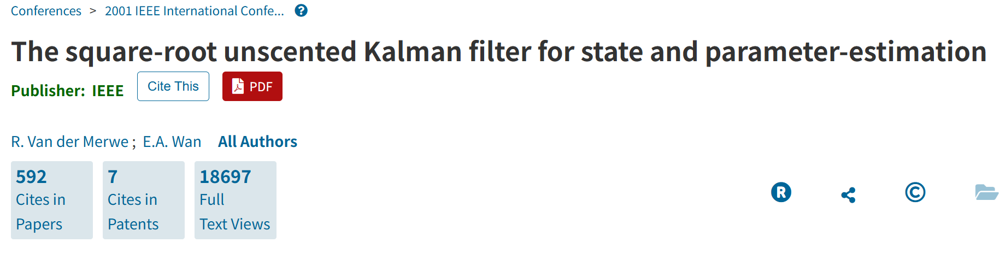 Conferences > 2001 IEEE International Confe... ?
The square-root unscented Kalman filter for state and parameter-estimation
Publisher: IEEE Cite This PDF
R. Van der Merwe ; E.A. Wan All Authors
592 7 18697
Cites in Cites in Full
Papers Patents Text Views
R ©